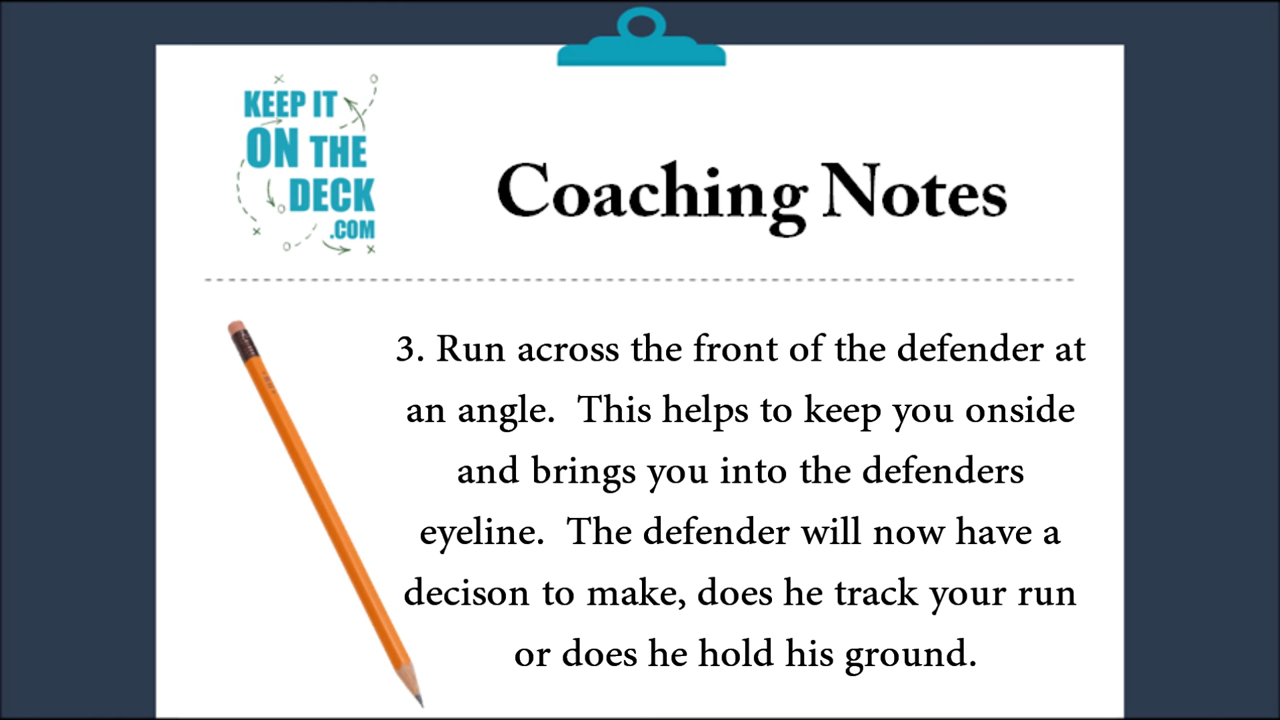 KEEP IT
ON THE
DECK
.COM
Coaching Notes
3. Run across the front of the defender at
an angle.  This helps to keep you onside
and brings you into the defenders
eyeline.  The defender will now have a
decison to make, does he track your run
or does he hold his ground.